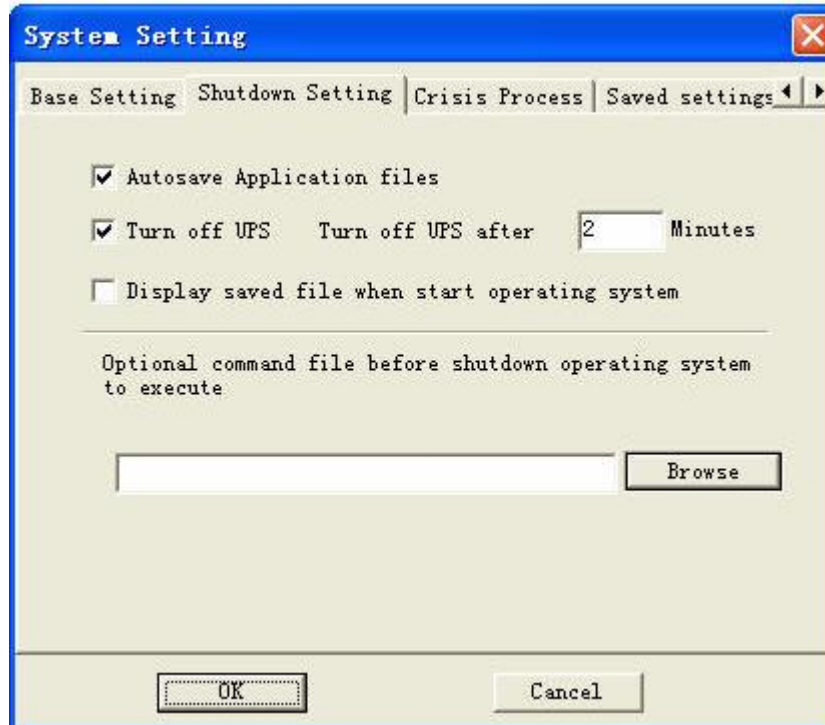 System Setting
Base Setting Shutdown Setting Crisis Process Saved settings
Autosave Application files
Turn off UPS Turn off UPS after 2 Minutes
Display saved file when start operating system
Optional command file before shutdown operating system
to execute
Browse
OK Cancel